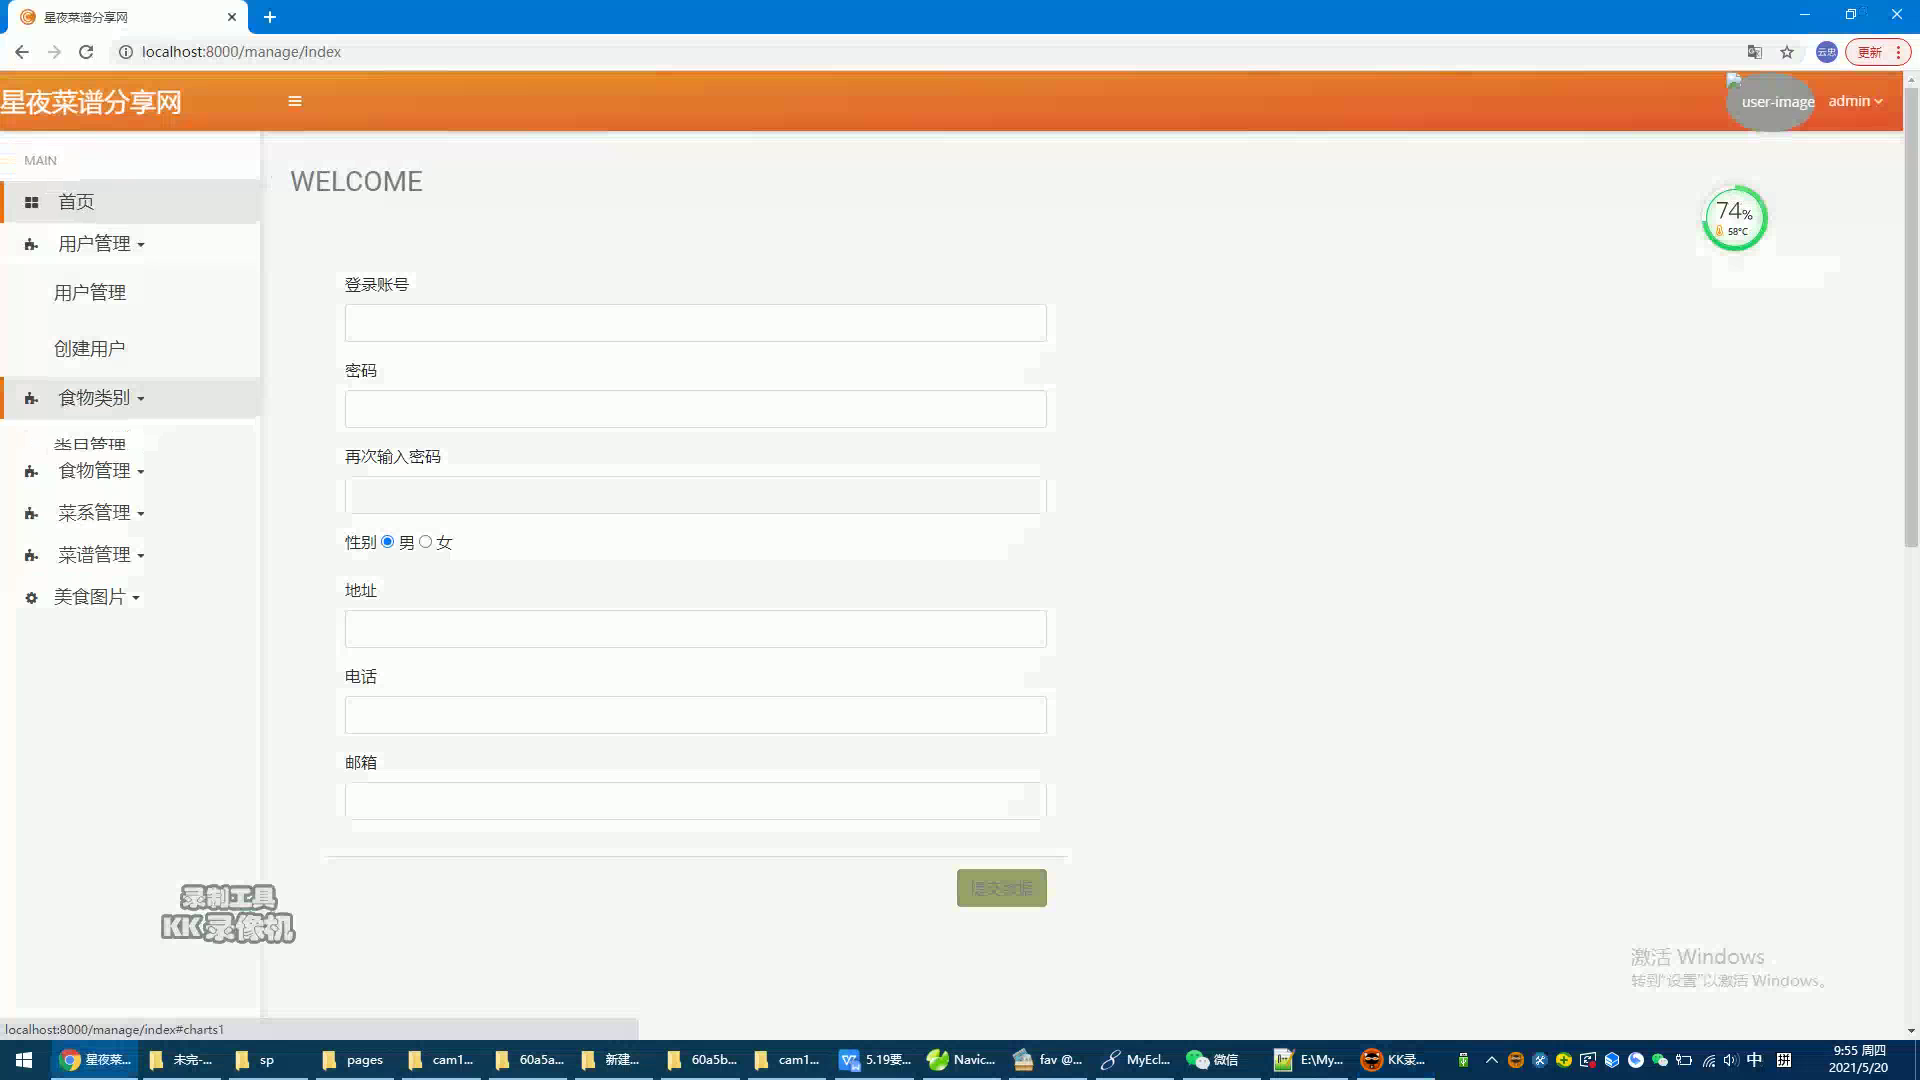 星夜菜谱分享网
localhost:8000/manage/index
云忠
更新
星夜菜谱分享网
user-image
admin
MAIN
首页
用户管理
用户管理
创建用户
食物类别
类目管理
食物管理
菜系管理
菜谱管理
美食图片
WELCOME
74%
58°C
登录账号
密码
再次输入密码
性别 男 女
地址
电话
邮箱
提交数据
录制工具
KK录像机
激活 Windows
转到“设置”以激活 Windows。
localhost:8000/manage/index#charts1
星夜菜...
未完-...
sp
pages
cam1...
60a5a...
新建...
60a5b...
cam1...
5.19要...
Navic...
fav @...
MyEcl...
微信
E:\My...
KK录...
中
拼
9:55 周四
2021/5/20